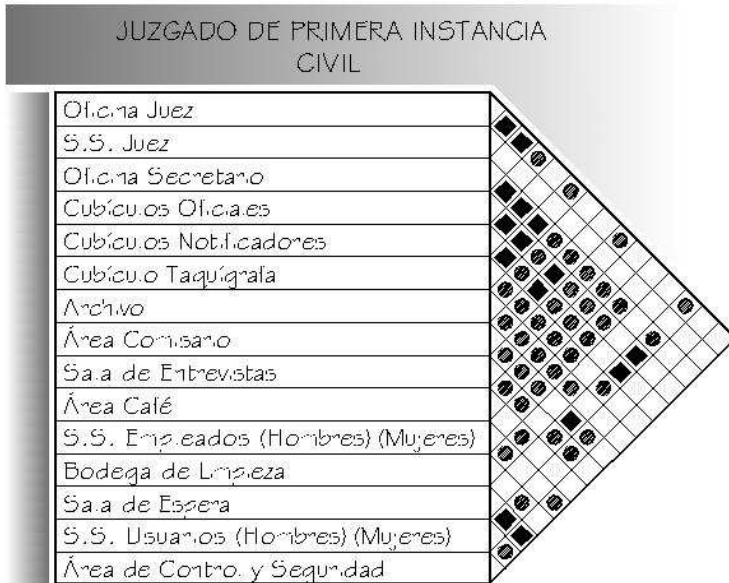 JUZGADO DE PRIMERA INSTANCIA
CIVIL
Oficina Juez
S.S. Juez
Oficina Secretario
Cubículos Oficiales
Cubículos Notificadores
Cubículo Taquígrafa
Archivo
Área Comisario
Sala de Entrevistas
Área Café
S.S. Empleados (Hombres) (Mujeres)
Bodega de Limpieza
Sala de Espera
S.S. Usuarios (Hombres) (Mujeres)
Área de Control y Seguridad